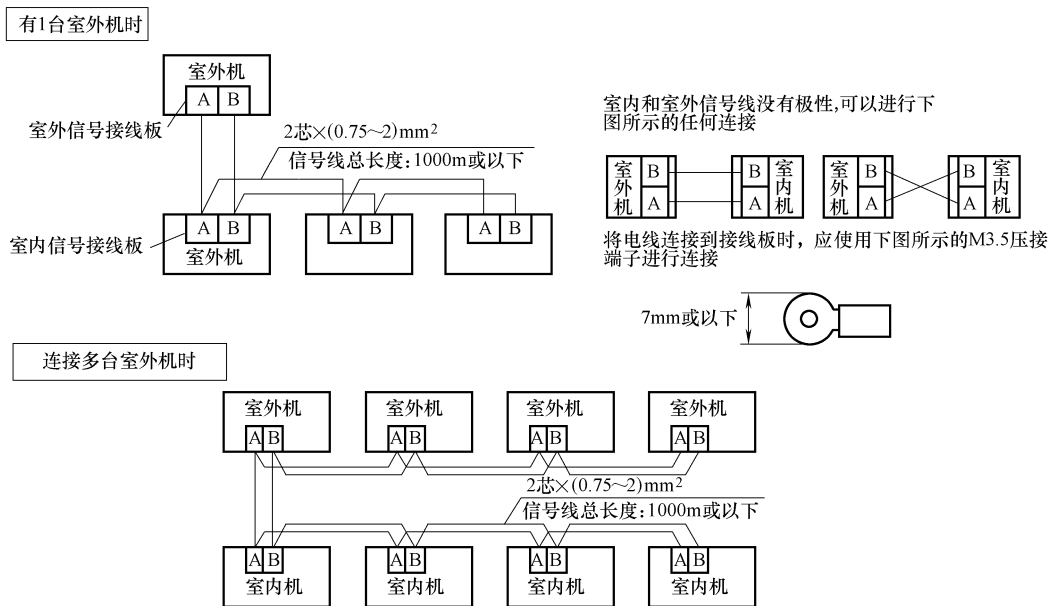 有1台室外机时
室外机
A B
室外信号接线板
2芯×(0.75～2)mm²
信号线总长度:1000m或以下
A B
A B
A B
室内信号接线板
室外机
室内和室外信号线没有极性,可以进行下
图所示的任何连接
室外机
B
A
B
A
室内机
室外机
B
A
B
A
室内机
将电线连接到接线板时，应使用下图所示的M3.5压接
端子进行连接
7mm或以下
连接多台室外机时
室外机
A B
室外机
A B
室外机
A B
室外机
A B
2芯×(0.75～2)mm²
信号线总长度:1000m或以下
A B
室内机
A B
室内机
A B
室内机
A B
室内机